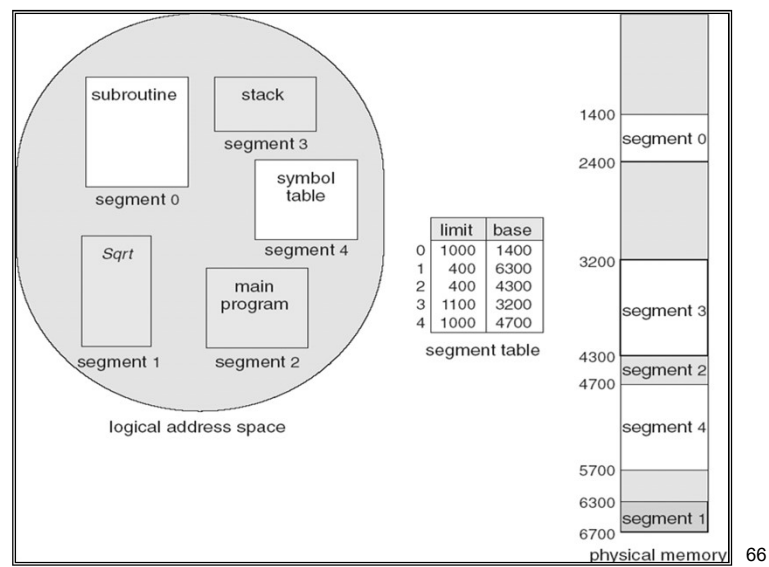 subroutine
segment 0
stack
segment 3
symbol
table
segment 4
Sqrt
segment 1
main
program
segment 2
logical address space
limit base
0 1000 1400
1 400 6300
2 400 4300
3 1100 3200
4 1000 4700
segment table
1400
segment 0
2400
3200
segment 3
4300
segment 2
4700
segment 4
5700
6300
segment 1
6700
physical memory
66